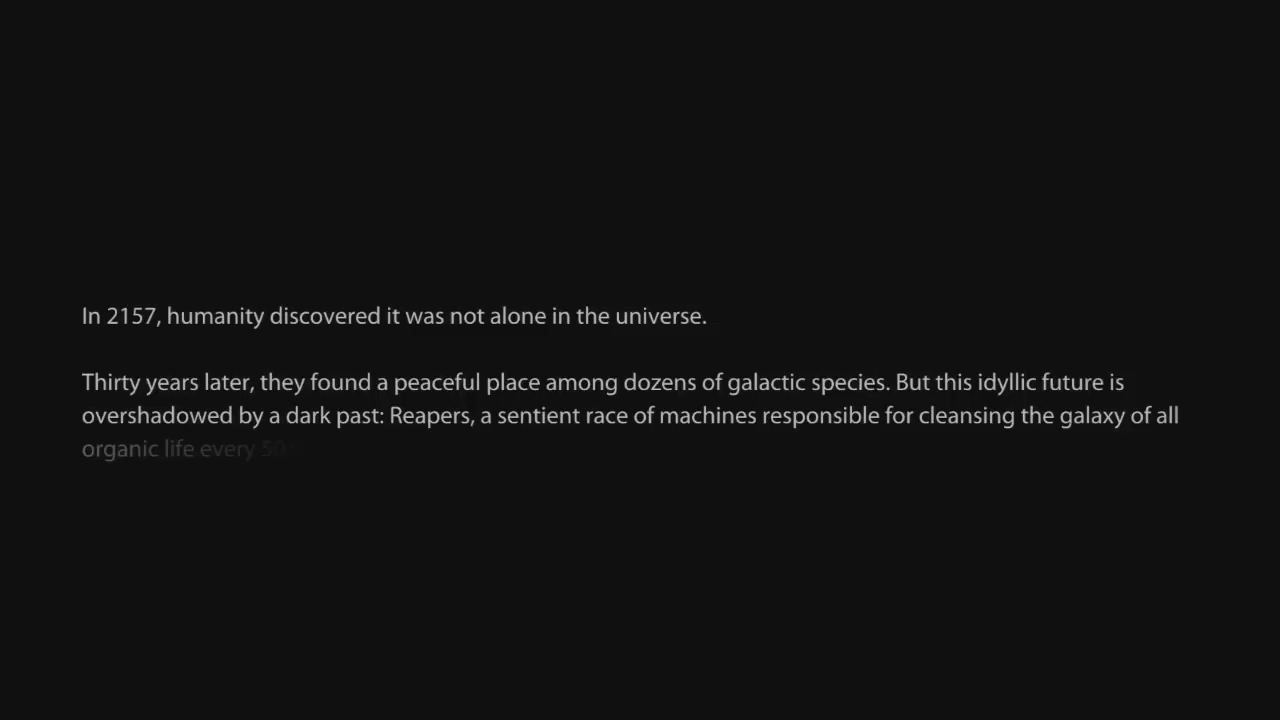 In 2157, humanity discovered it was not alone in the universe.
Thirty years later, they found a peaceful place among dozens of galactic species. But this idyllic future is
overshadowed by a dark past: Reapers, a sentient race of machines responsible for cleansing the galaxy of all
organic life every